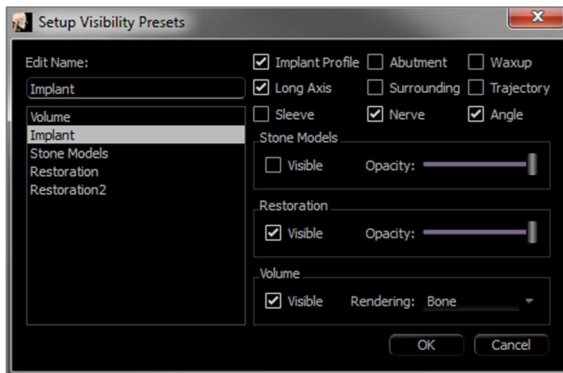 Setup Visibility Presets
Edit Name:
Implant
Volume
Implant
Stone Models
Restoration
Restoration2
Implant Profile Abutment Waxup
Long Axis Surrounding Trajectory
Sleeve Nerve Angle
Stone Models
Visible Opacity:
Restoration
Visible Opacity:
Volume
Visible Rendering: Bone
OK Cancel